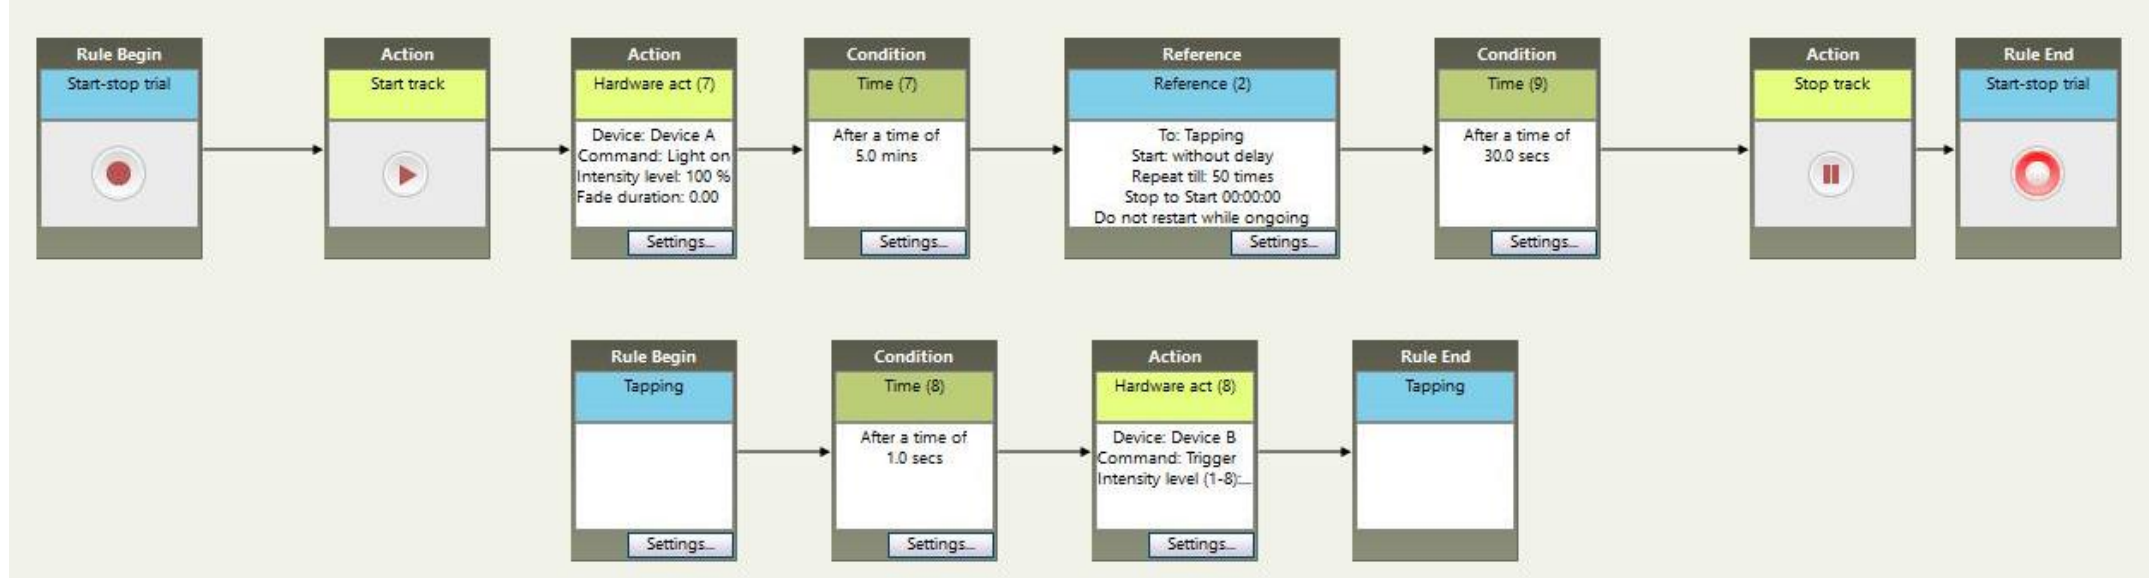 Rule Begin
Start-stop trial
Action
Start track
Action
Hardware act (7)
Device: Device A
Command: Light on
Intensity level: 100 %
Fade duration: 0.00
Settings...
Condition
Time (7)
After a time of
5.0 mins
Settings...
Reference
Reference (2)
To: Tapping
Start: without delay
Repeat till: 50 times
Stop to Start 00:00:00
Do not restart while ongoing
Settings...
Condition
Time (9)
After a time of
30.0 secs
Settings...
Action
Stop track
Rule End
Start-stop trial
Rule Begin
Tapping
Settings...
Condition
Time (8)
After a time of
1.0 secs
Settings...
Action
Hardware act (8)
Device: Device B
Command: Trigger
Intensity level (1-8):...
Settings...
Rule End
Tapping